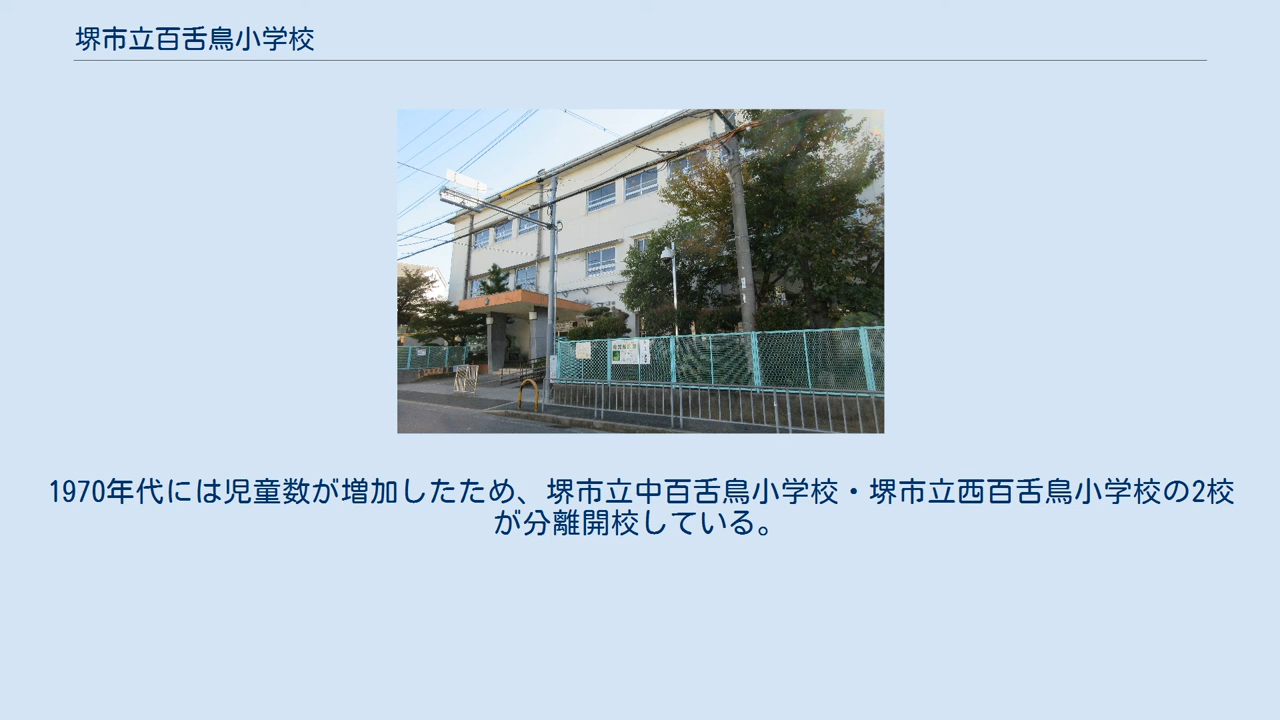 堺市立百舌鳥小学校
1970年代には児童数が増加したため、堺市立中百舌鳥小学校・堺市立西百舌鳥小学校の2校
が分離開校している。